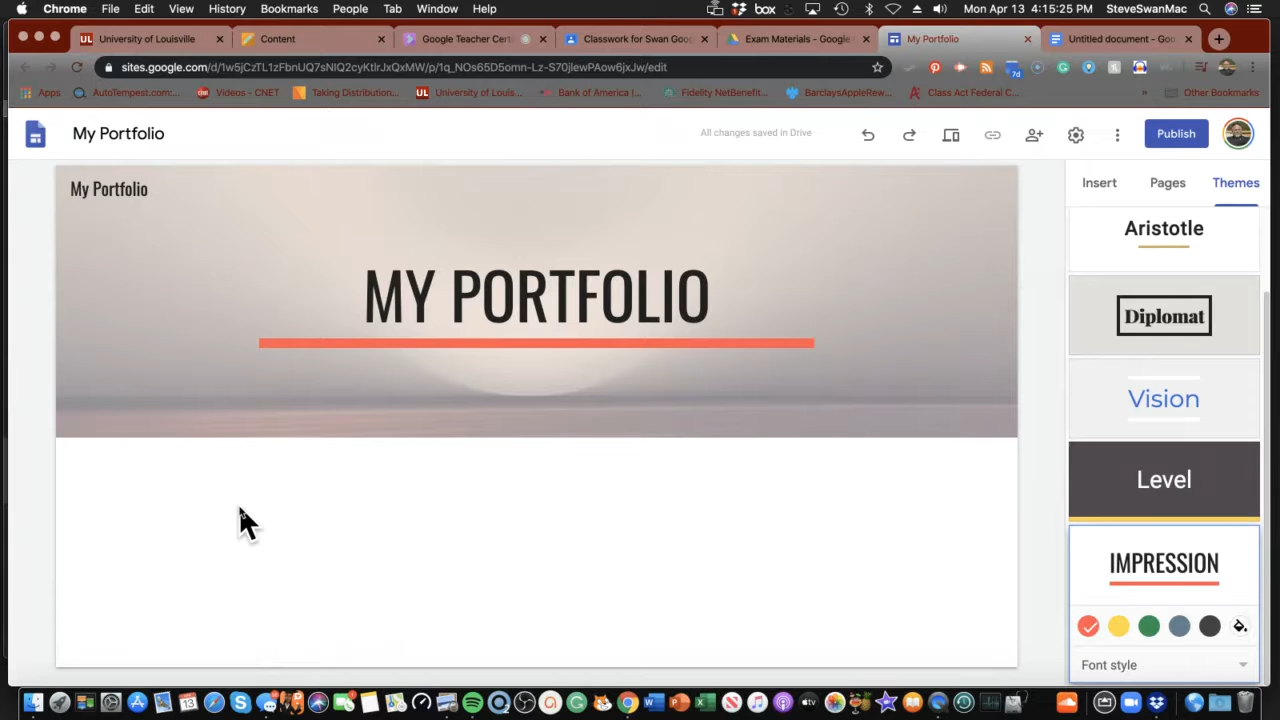 Chrome File Edit View History Bookmarks People Tab Window Help box Mon Apr 13 4:15:25 PM SteveSwanMac
University of Louisville Content Google Teacher Cert Classwork for Swan Goo Exam Materials - Google My Portfolio Untitled document - Goo
sites.google.com/d/1w5jCzTL1zFbnUQ7sNIQ2cyKtlrJxQxMW/p/1q_NOs65D5omn-Lz-S70jlewPAow6jxJw/edit 7d
Apps AutoTempest.com:... Videos - CNET Taking Distribution... University of Louis... Bank of America |... Fidelity NetBenefit... BarclaysAppleRew... Class Act Federal C... » Other Bookmarks
My Portfolio All changes saved in Drive Publish
Insert Pages Themes
My Portfolio
MY PORTFOLIO
Aristotle
Diplomat
Vision
Level
IMPRESSION
Font style